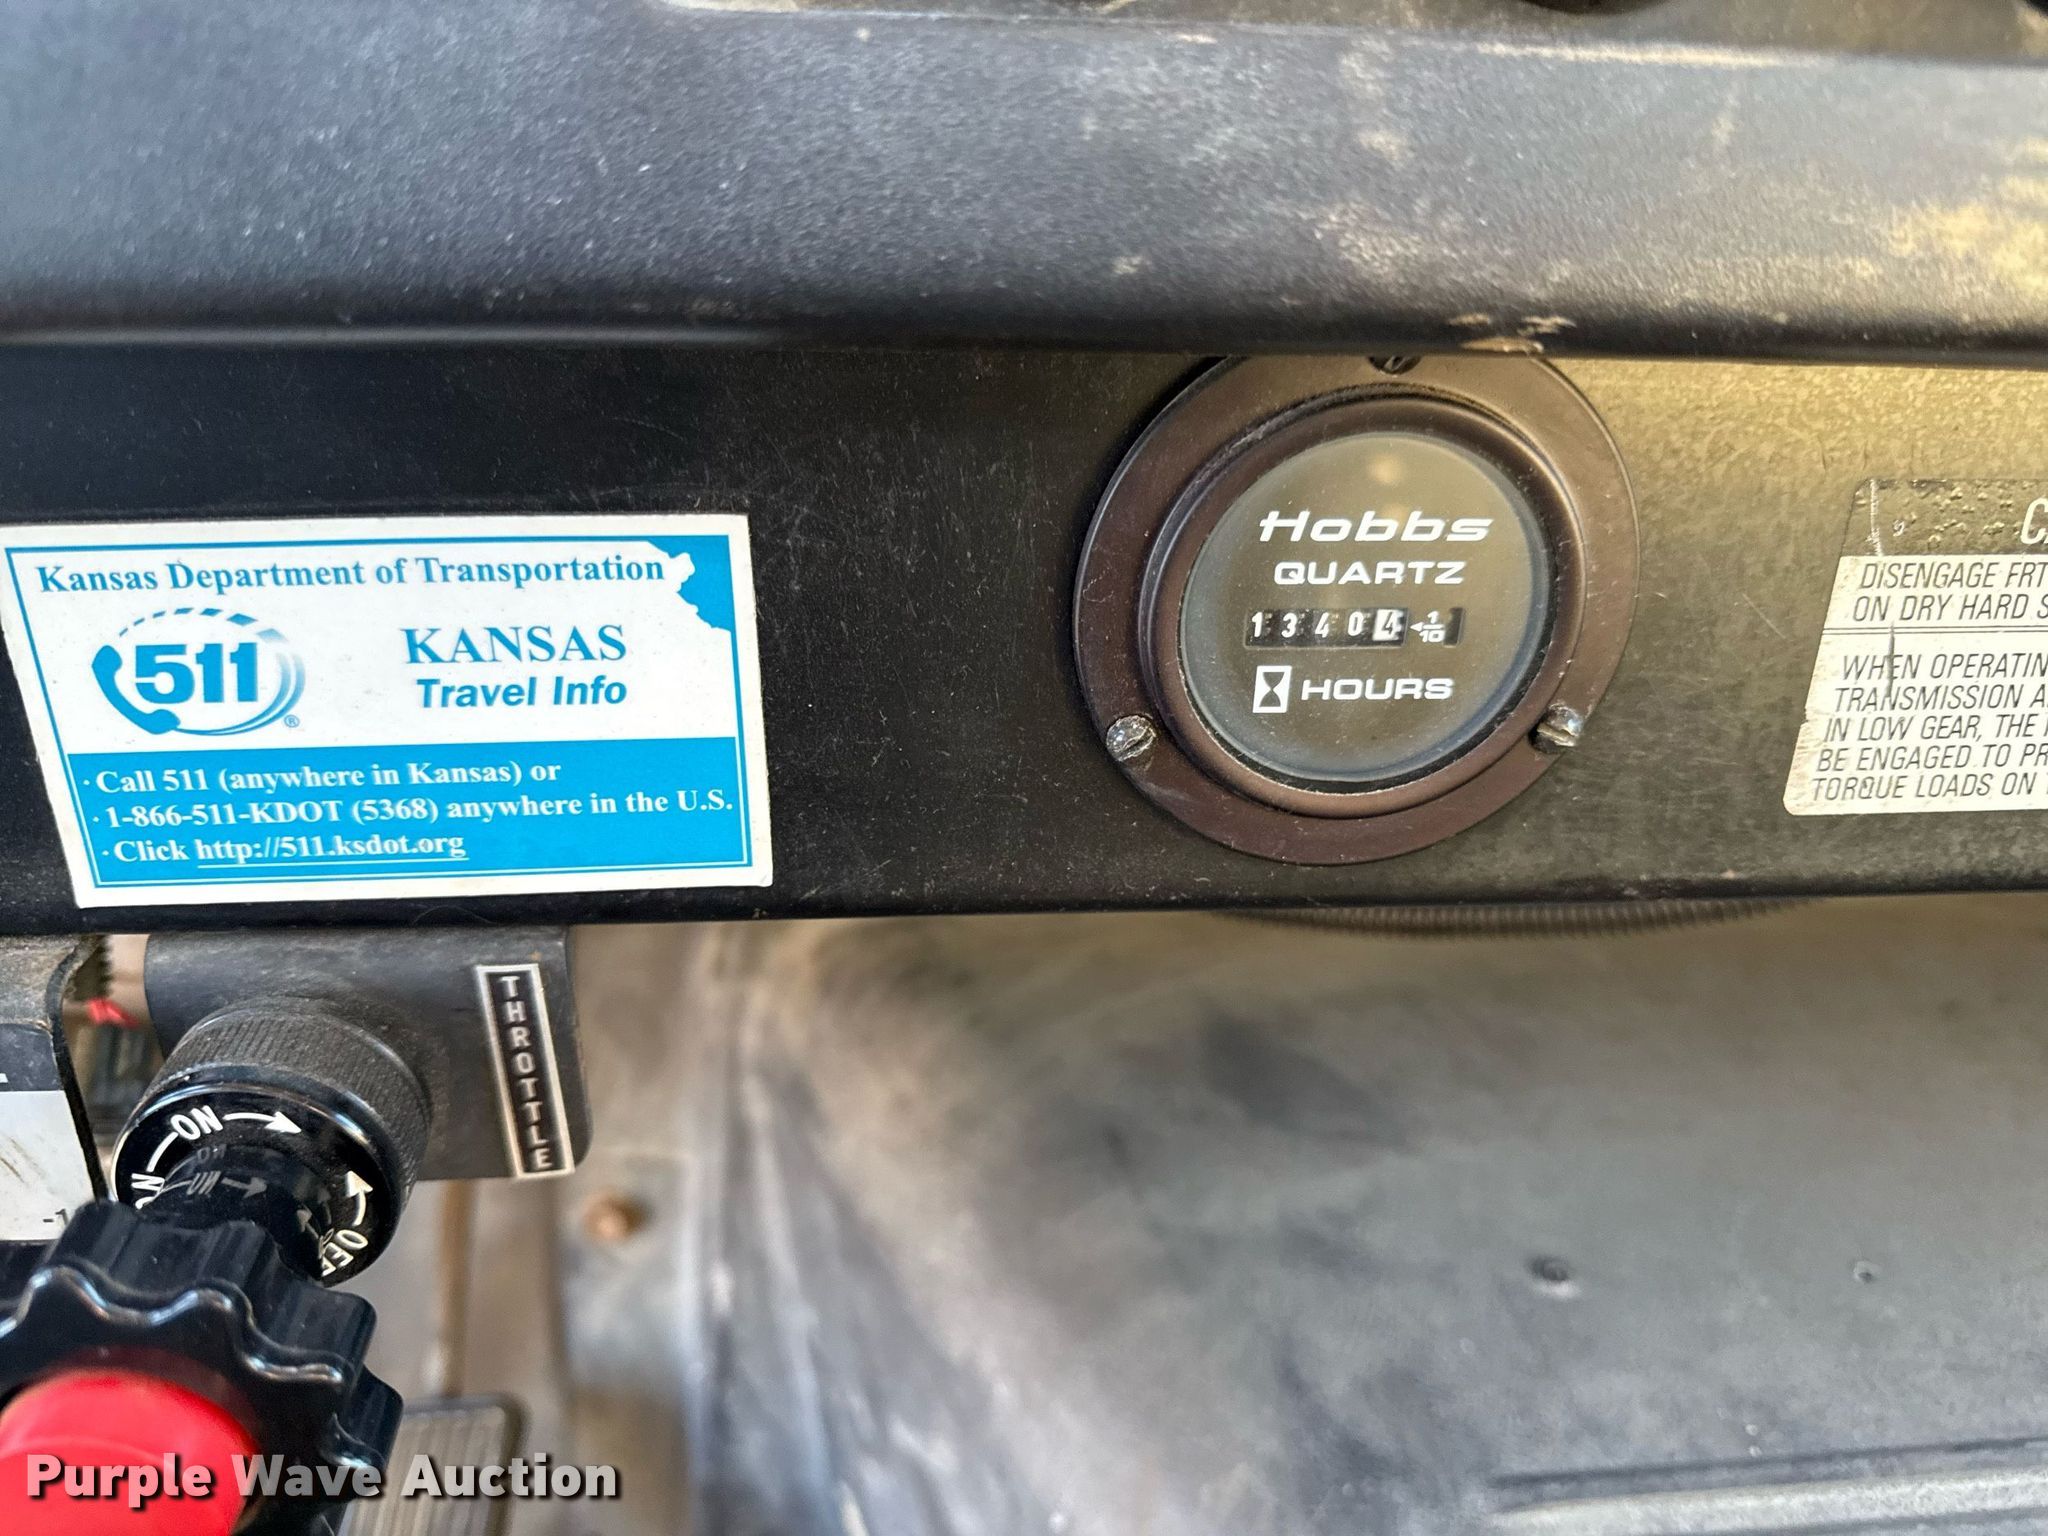 Kansas Department of Transportation
511®
KANSAS
Travel Info
· Call 511 (anywhere in Kansas) or
· 1-866-511-KDOT (5368) anywhere in the U.S.
· Click http://511.ksdot.org
Hobbs
QUARTZ
13404 1/10
HOURS
DISENGAGE FRT
ON DRY HARD S
WHEN OPERATIN
TRANSMISSION A
IN LOW GEAR, THE
BE ENGAGED TO PR
TORQUE LOADS ON
THROTTLE
ON
ON
OFF
Purple Wave Auction